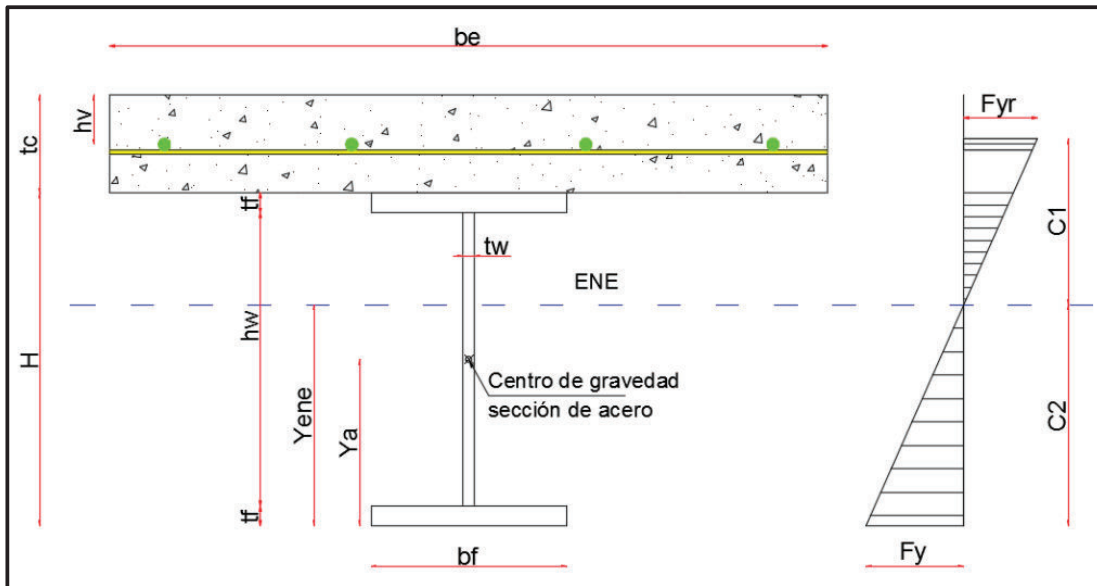 be
hv
tc
Fyr
tf
tw
C1
ENE
hw
H
Centro de gravedad
sección de acero
Yene
Ya
C2
tf
bf
Fy